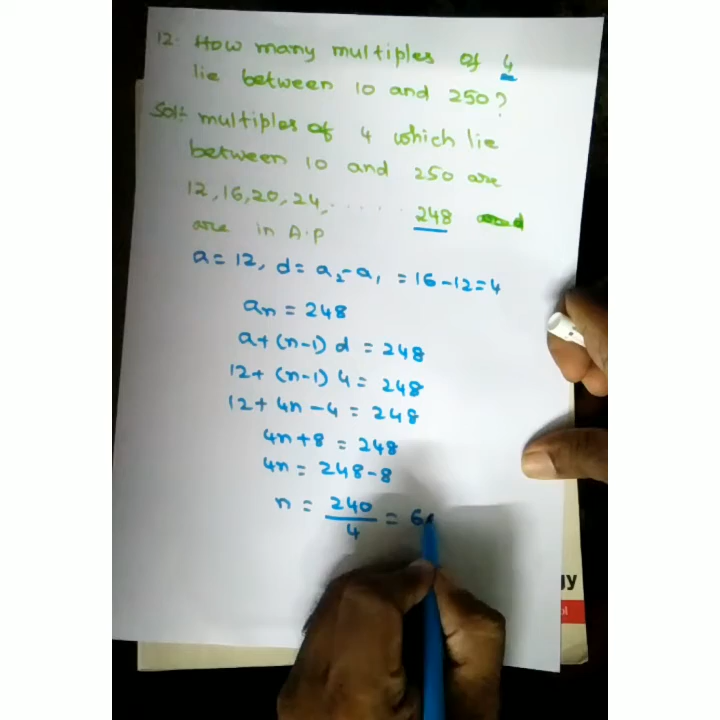 12. How many multiples of 4
lie between 10 and 250?
Sol:- multiples of 4 which lie
between 10 and 250 are
12, 16, 20, 24, ...... 248
are in A.P
a = 12, d = a₂ - a₁ = 16 - 12 = 4
aₙ = 248
a + (n-1) d = 248
12 + (n-1) 4 = 248
12 + 4n - 4 = 248
4n + 8 = 248
4n = 248 - 8
n = 240/4 = 6